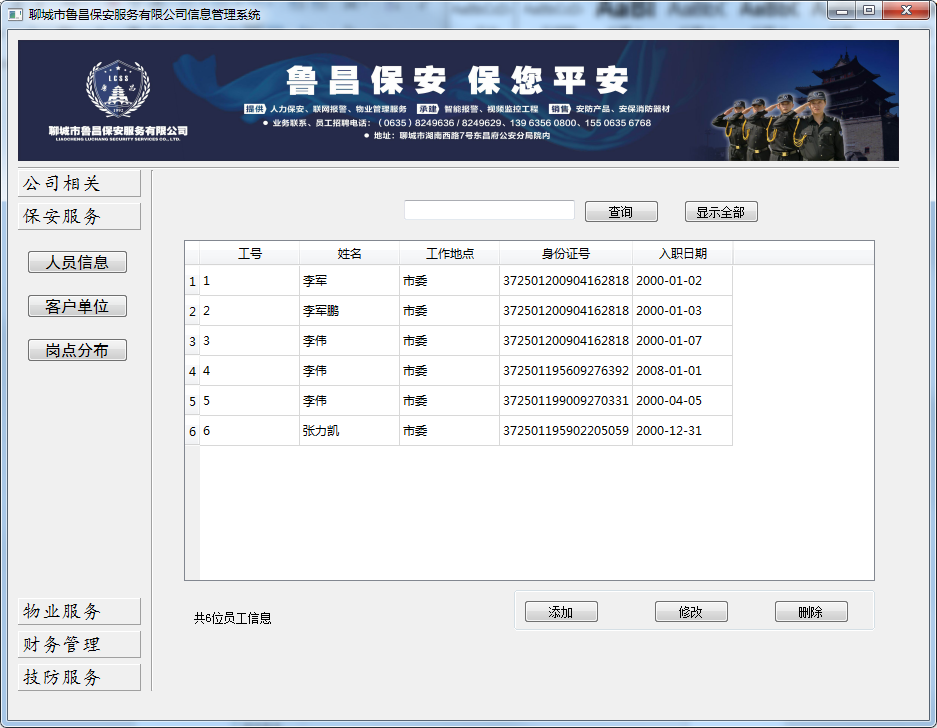 聊城市鲁昌保安服务有限公司信息管理系统
LCSS
鲁 昌
1992
聊城市鲁昌保安服务有限公司
LIAOCHENG LUCHANG SECURITY SERVICES CO., LTD.
鲁昌保安 保您平安
提供 人力保安、联网报警、物业管理服务 承建 智能报警、视频监控工程 销售 安防产品、安保消防器材
● 业务联系、员工招聘电话：（0635）8249636 / 8249629、139 6356 0800、155 0635 6768
● 地址：聊城市湖南西路7号东昌府公安分局院内
公司相关
保安服务
人员信息
客户单位
岗点分布
物业服务
财务管理
技防服务
查询 显示全部
工号 姓名 工作地点 身份证号 入职日期
1 1 李军 市委 372501200904162818 2000-01-02
2 2 李军鹏 市委 372501200904162818 2000-01-03
3 3 李伟 市委 372501200904162818 2000-01-07
4 4 李伟 市委 372501195609276392 2008-01-01
5 5 李伟 市委 372501199009270331 2000-04-05
6 6 张力凯 市委 372501195902205059 2000-12-31
共6位员工信息
添加 修改 删除